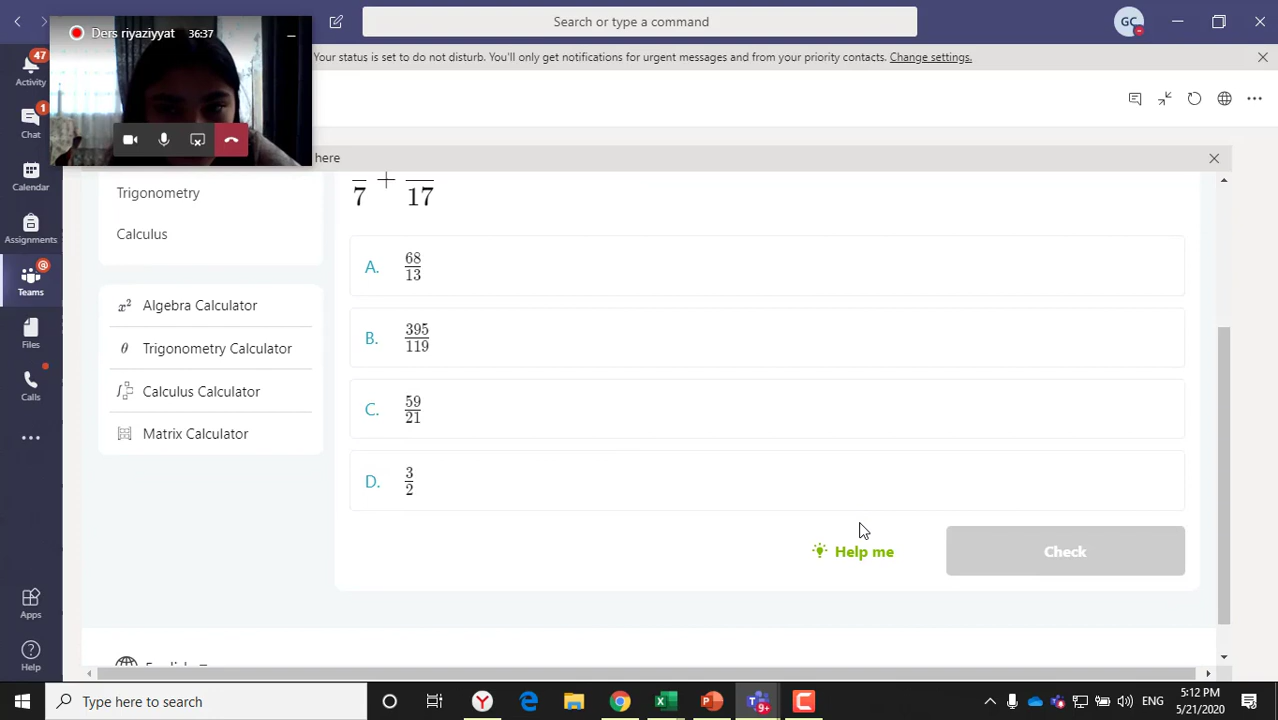 Search or type a command
GC
Ders riyaziyyat 36:37
Your status is set to do not disturb. You'll only get notifications for urgent messages and from your priority contacts. Change settings.
47
Activity
1
Chat
Calendar
Assignments
@
Teams
Files
Calls
Apps
Help
here
Trigonometry
Calculus
x² Algebra Calculator
θ Trigonometry Calculator
Calculus Calculator
Matrix Calculator
7 + 17
A. 68/13
B. 395/119
C. 59/21
D. 3/2
Help me
Check
Type here to search
9+
ENG
5:12 PM
5/21/2020